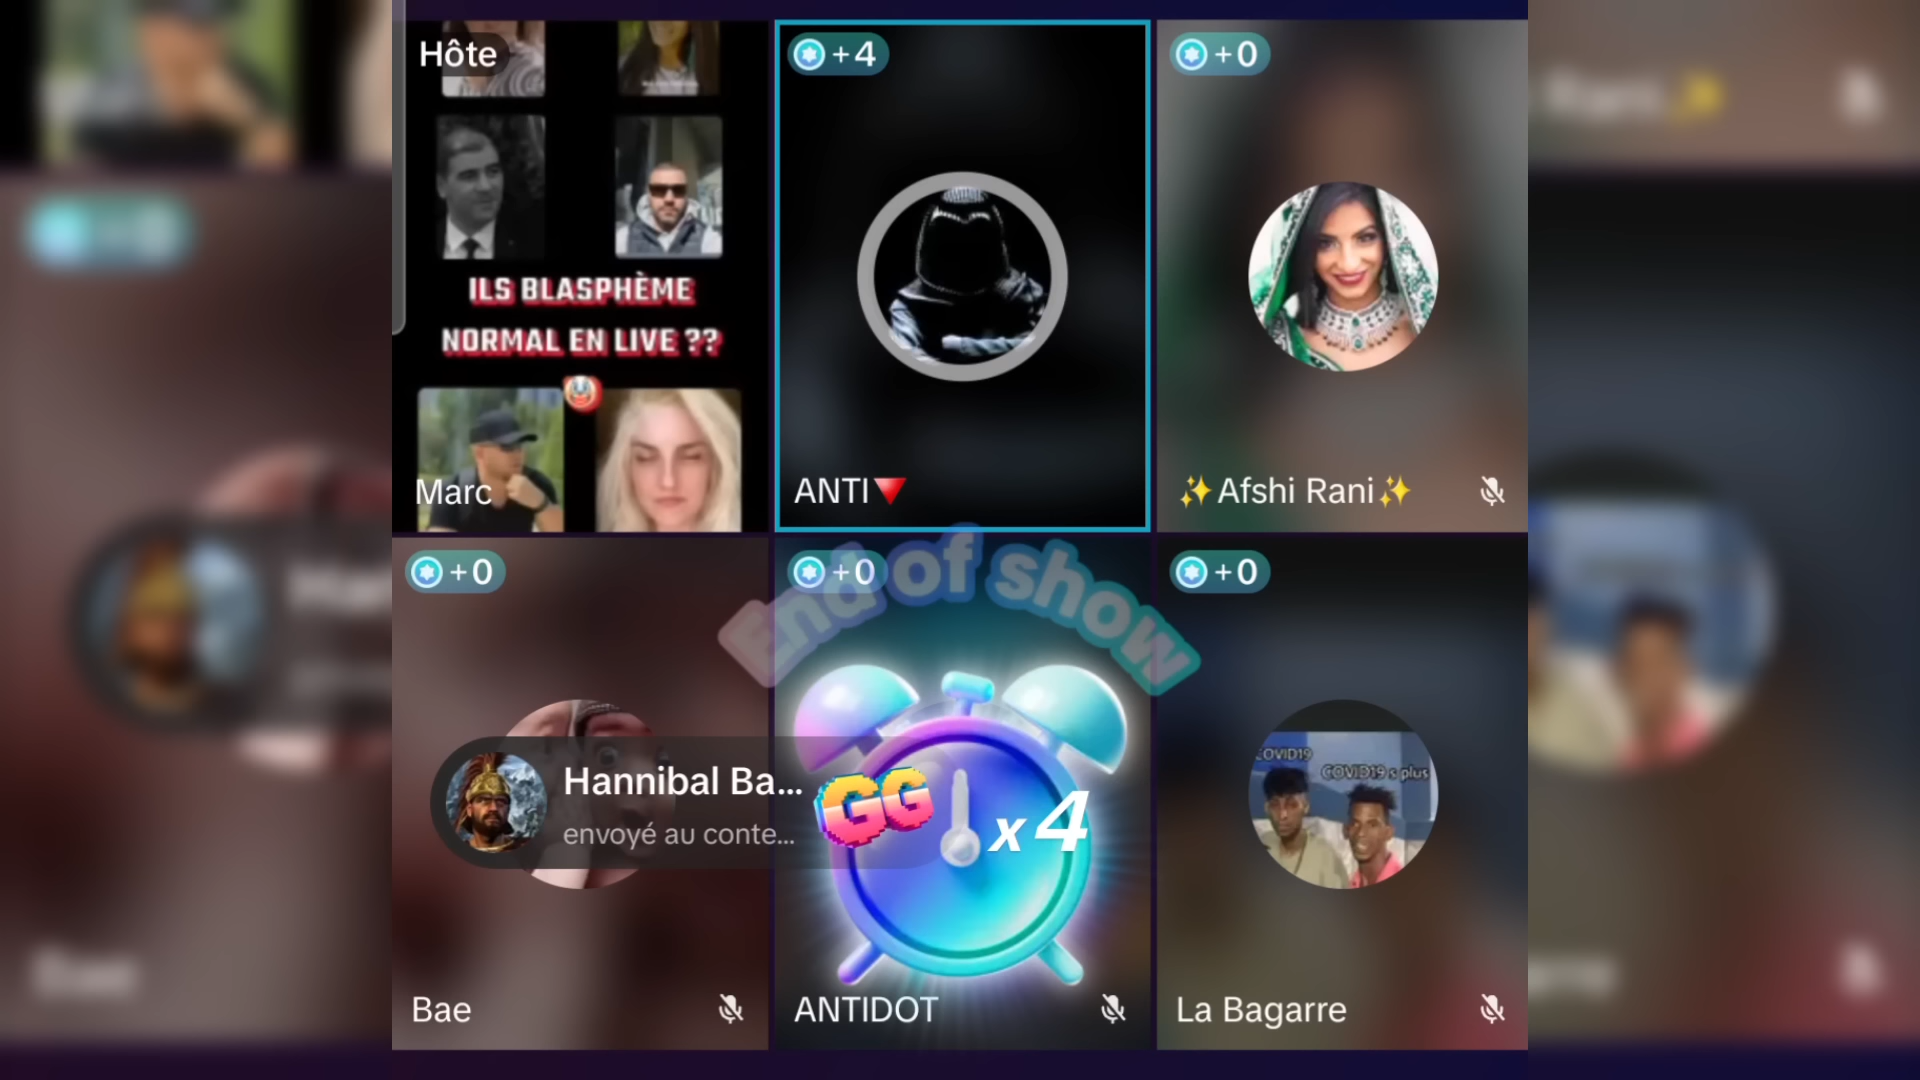 Hôte
+4
+0
ILS BLASPHÈME
NORMAL EN LIVE ??
Marc
ANTI
Afshi Rani
+0
+0
+0
End of show
Hannibal Ba...
envoyé au conte...
GG
x 4
COVID19
COVID19 s plus
Bae
ANTIDOT
La Bagarre